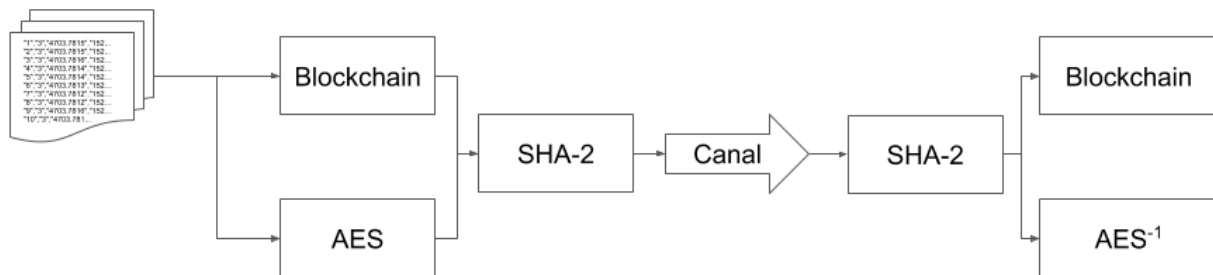 "1","3","4703.7815","152...
"2","3","4703.7815","152...
"3","3","4703.7816","152...
"4","3","4703.7814","152...
"5","3","4703.7814","152...
"6","3","4703.7813","152...
"7","3","4703.7812","152...
"8","3","4703.7812","152...
"9","3","4703.7816","152...
"10","3","4703.781...
Blockchain
AES
SHA-2
Canal
SHA-2
Blockchain
AES-1